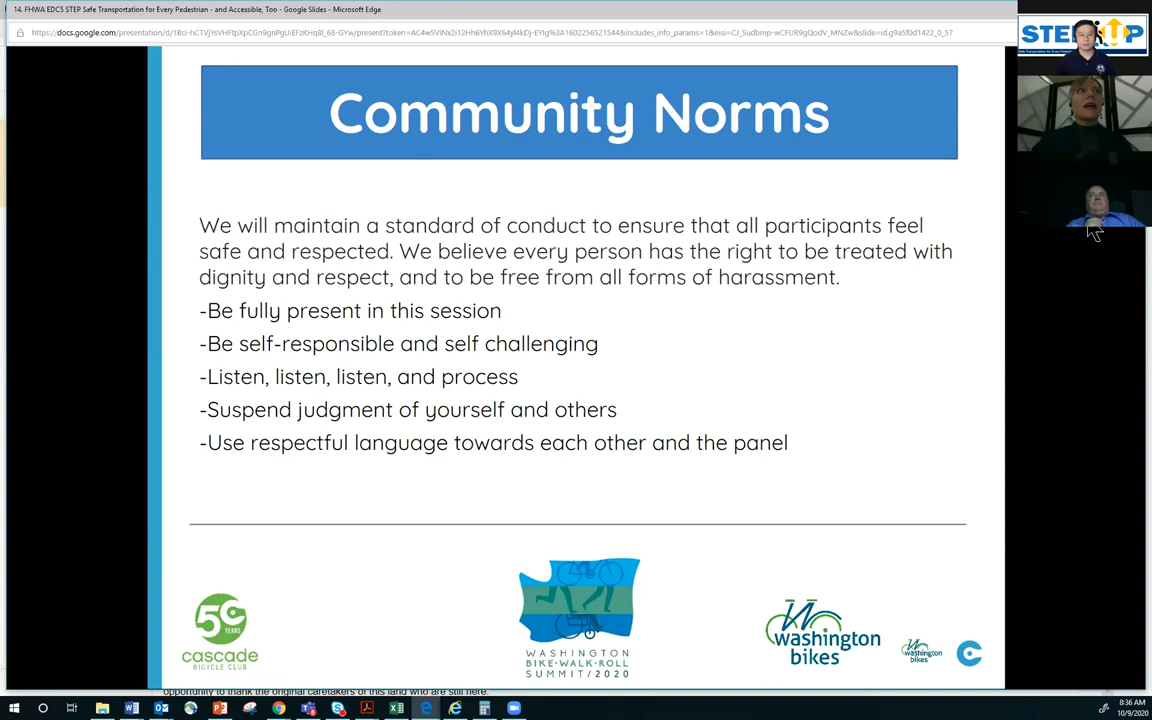 14. FHWA EDC5 STEP Safe Transportation for Every Pedestrian - and Accessible, Too - Google Slides - Microsoft Edge
Community Norms
We will maintain a standard of conduct to ensure that all participants feel
safe and respected. We believe every person has the right to be treated with
dignity and respect, and to be free from all forms of harassment.
-Be fully present in this session
-Be self-responsible and self challenging
-Listen, listen, listen, and process
-Suspend judgment of yourself and others
-Use respectful language towards each other and the panel
50
YEARS
cascade
BICYCLE CLUB
WASHINGTON
BIKE·WALK·ROLL
SUMMIT/2020
washington
bikes
washington
bikes
opportunity to thank the original caretakers of this land who are still here.
8:36 AM
10/9/2020